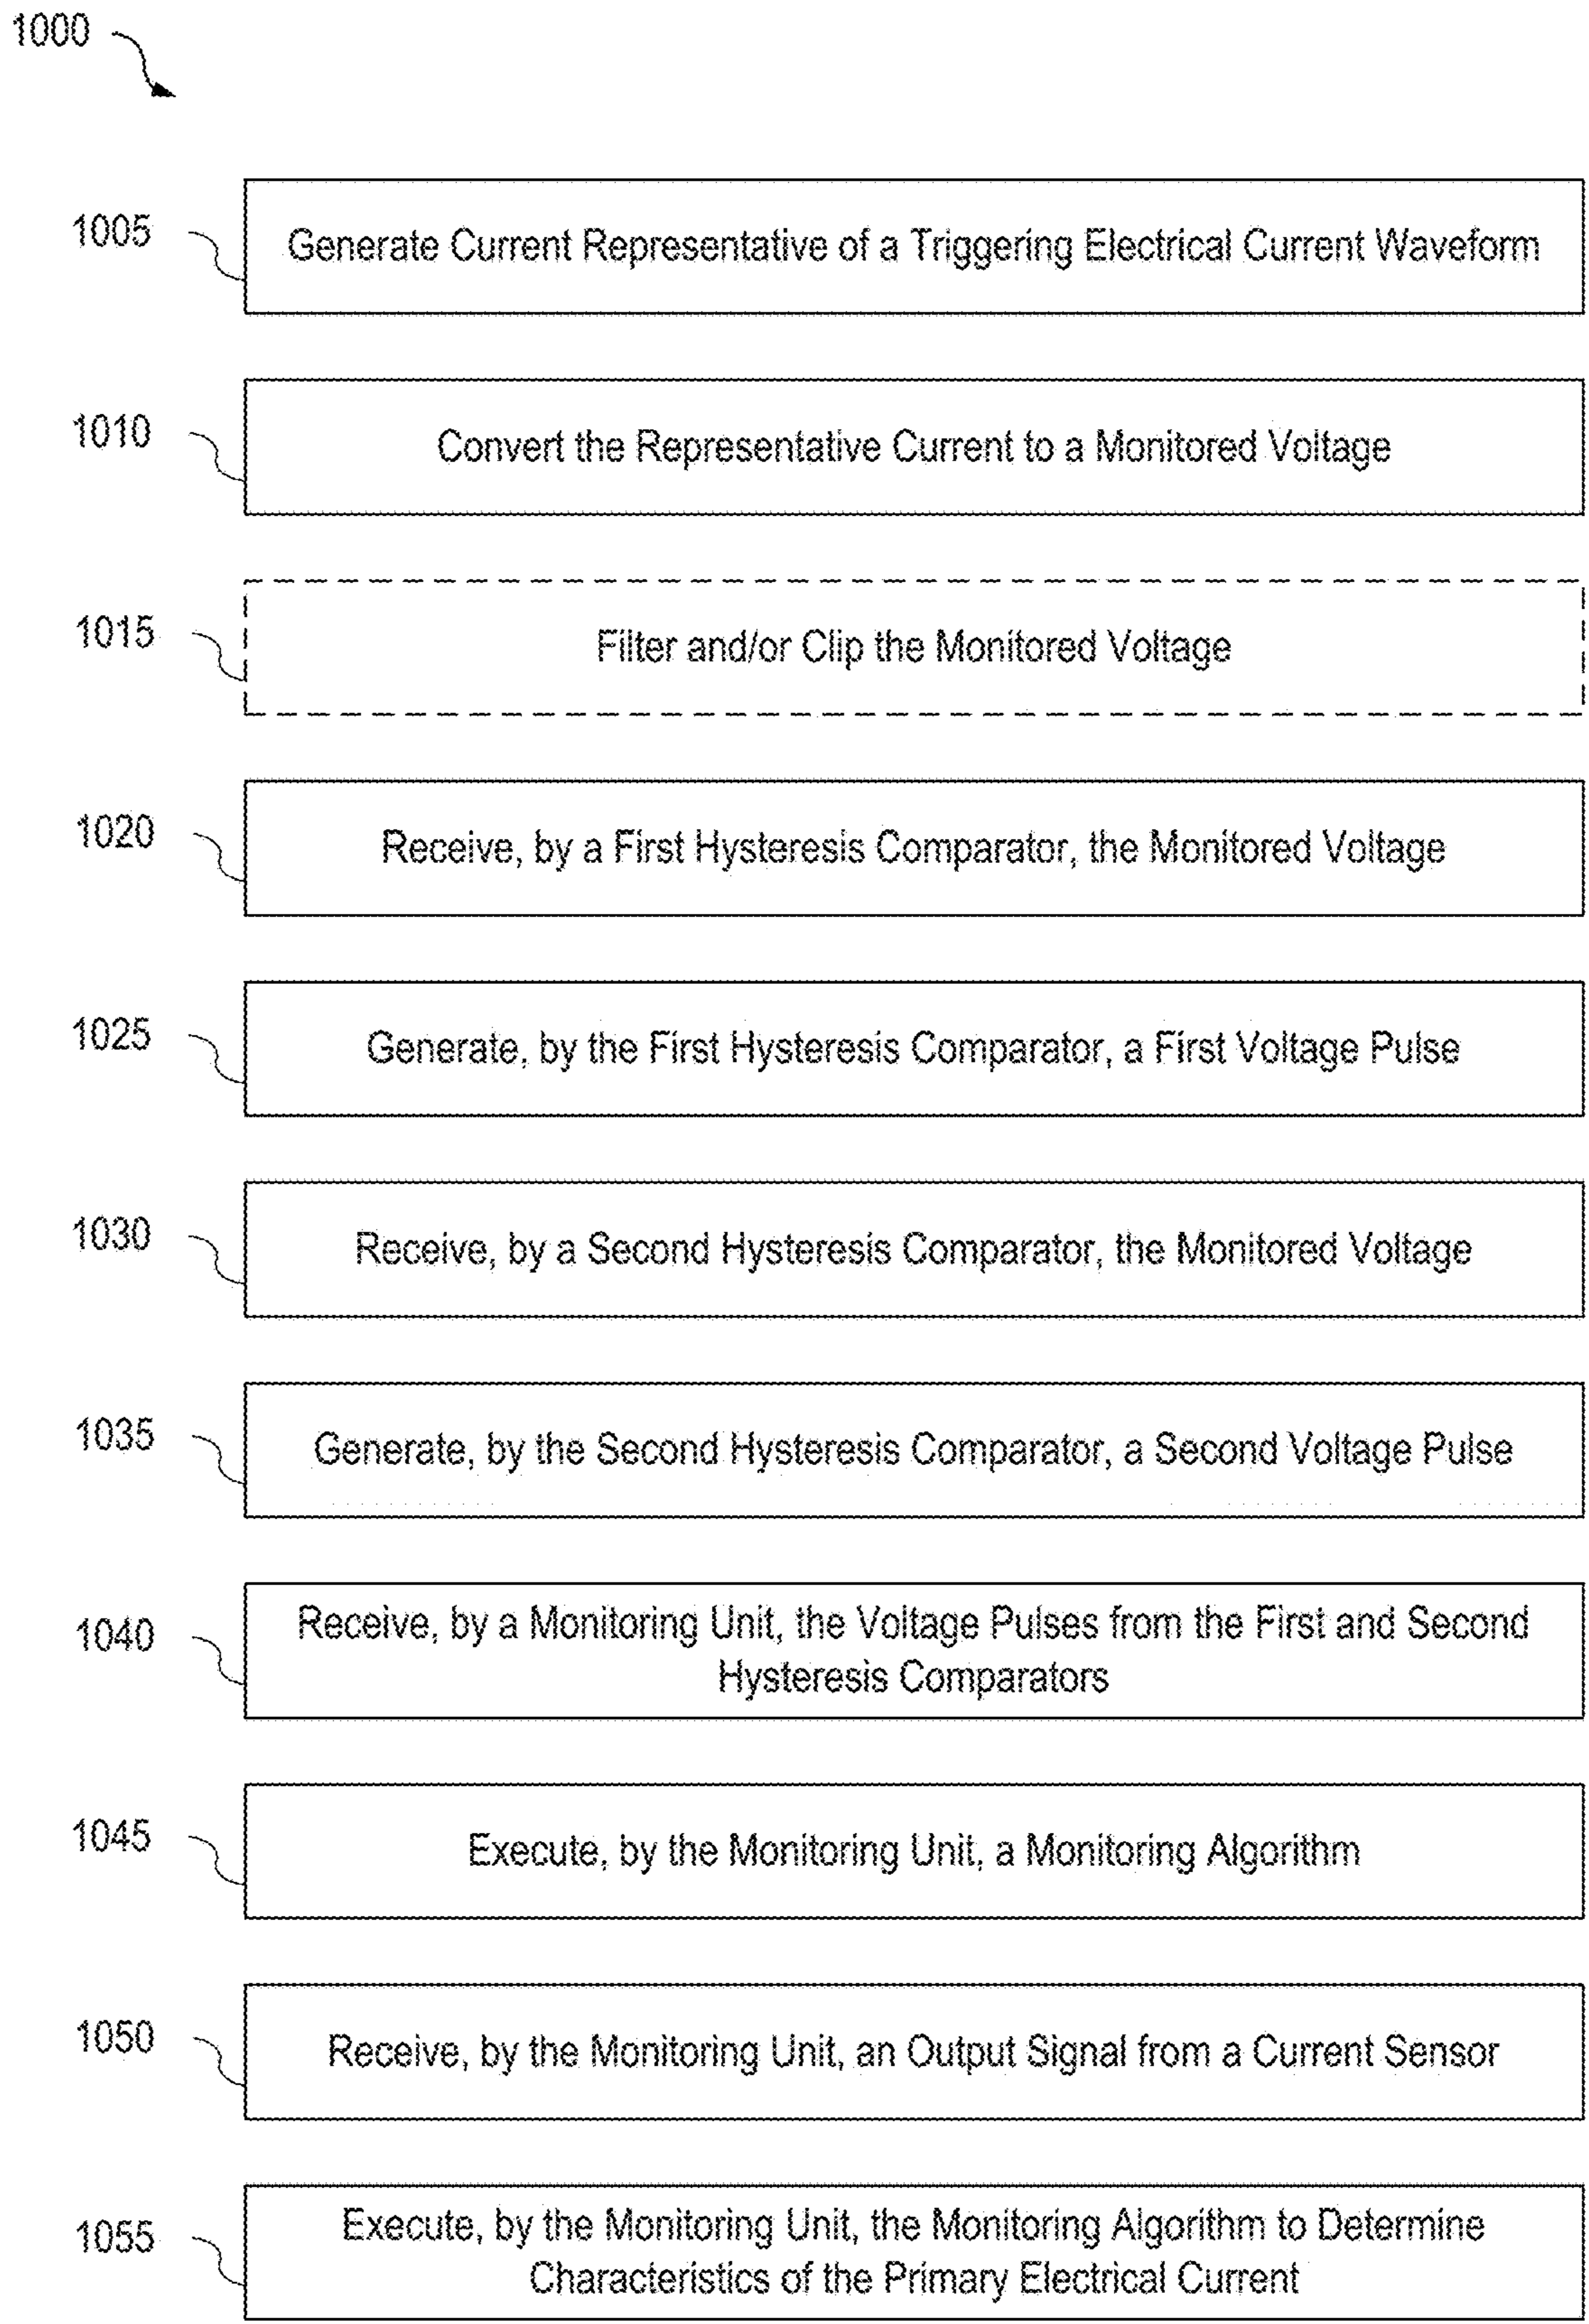 1000
1005
Generate Current Representative of a Triggering Electrical Current Waveform
1010
Convert the Representative Current to a Monitored Voltage
1015
Filter and/or Clip the Monitored Voltage
1020
Receive, by a First Hysteresis Comparator, the Monitored Voltage
1025
Generate, by the First Hysteresis Comparator, a First Voltage Pulse
1030
Receive, by a Second Hysteresis Comparator, the Monitored Voltage
1035
Generate, by the Second Hysteresis Comparator, a Second Voltage Pulse
1040
Receive, by a Monitoring Unit, the Voltage Pulses from the First and Second
Hysteresis Comparators
1045
Execute, by the Monitoring Unit, a Monitoring Algorithm
1050
Receive, by the Monitoring Unit, an Output Signal from a Current Sensor
1055
Execute, by the Monitoring Unit, the Monitoring Algorithm to Determine
Characteristics of the Primary Electrical Current